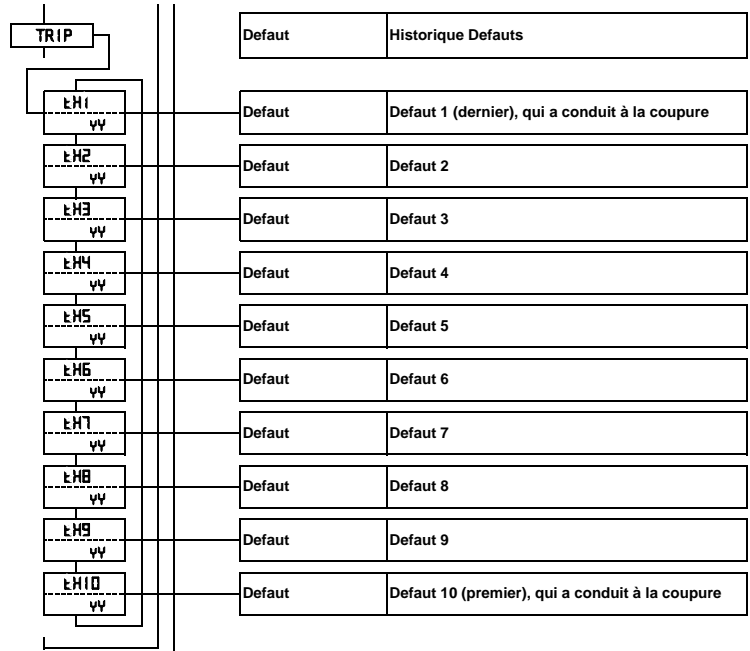 TRIP Defaut Historique Defauts
tH1
YY
Defaut Defaut 1 (dernier), qui a conduit à la coupure
tH2
YY
Defaut Defaut 2
tH3
YY
Defaut Defaut 3
tH4
YY
Defaut Defaut 4
tH5
YY
Defaut Defaut 5
tH6
YY
Defaut Defaut 6
tH7
YY
Defaut Defaut 7
tH8
YY
Defaut Defaut 8
tH9
YY
Defaut Defaut 9
tH10
YY
Defaut Defaut 10 (premier), qui a conduit à la coupure